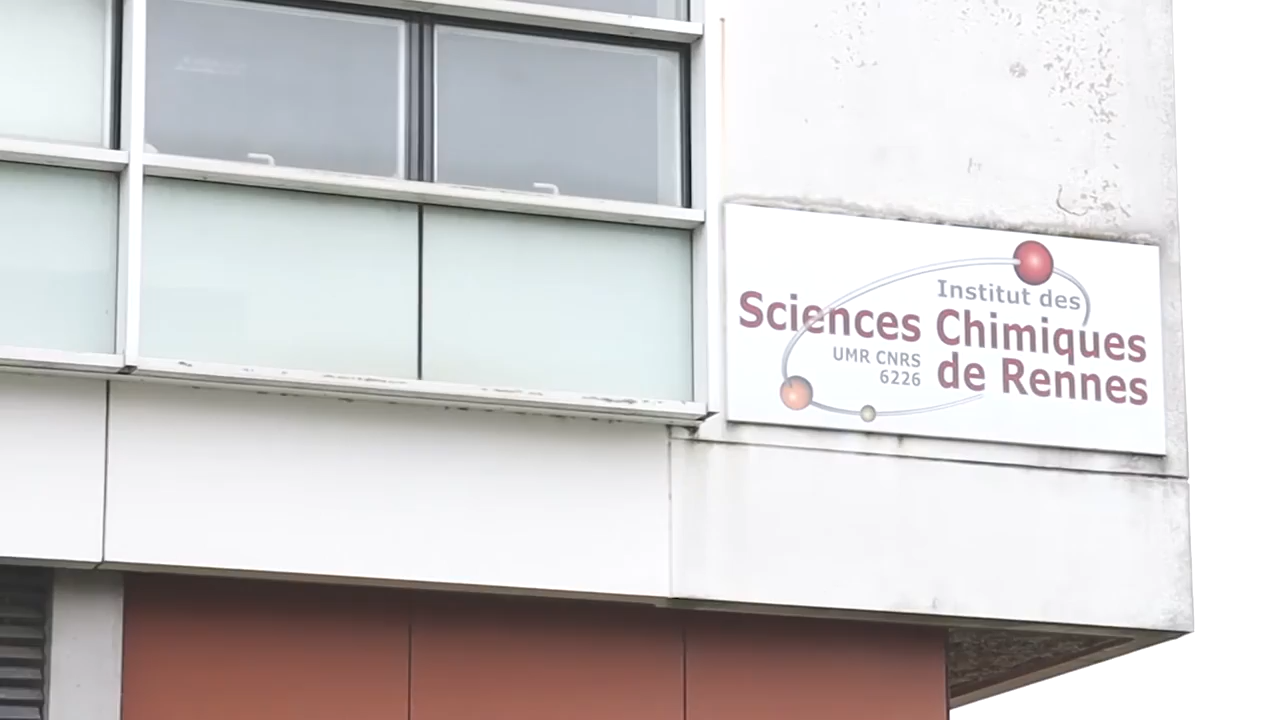 Institut des
Sciences Chimiques
UMR CNRS
6226
de Rennes